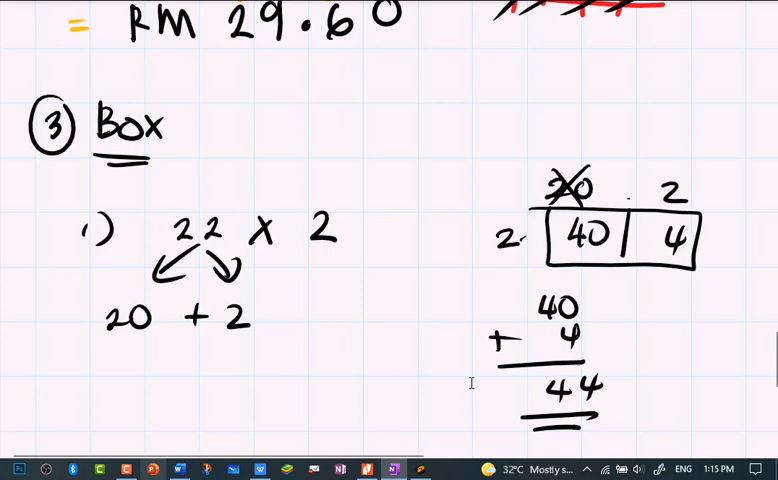 = RM 29.60
③ Box
1) 22 x 2
20 + 2
20 2
2 40 4
40
+ 4
44
32°C Mostly s... ENG 1:15 PM